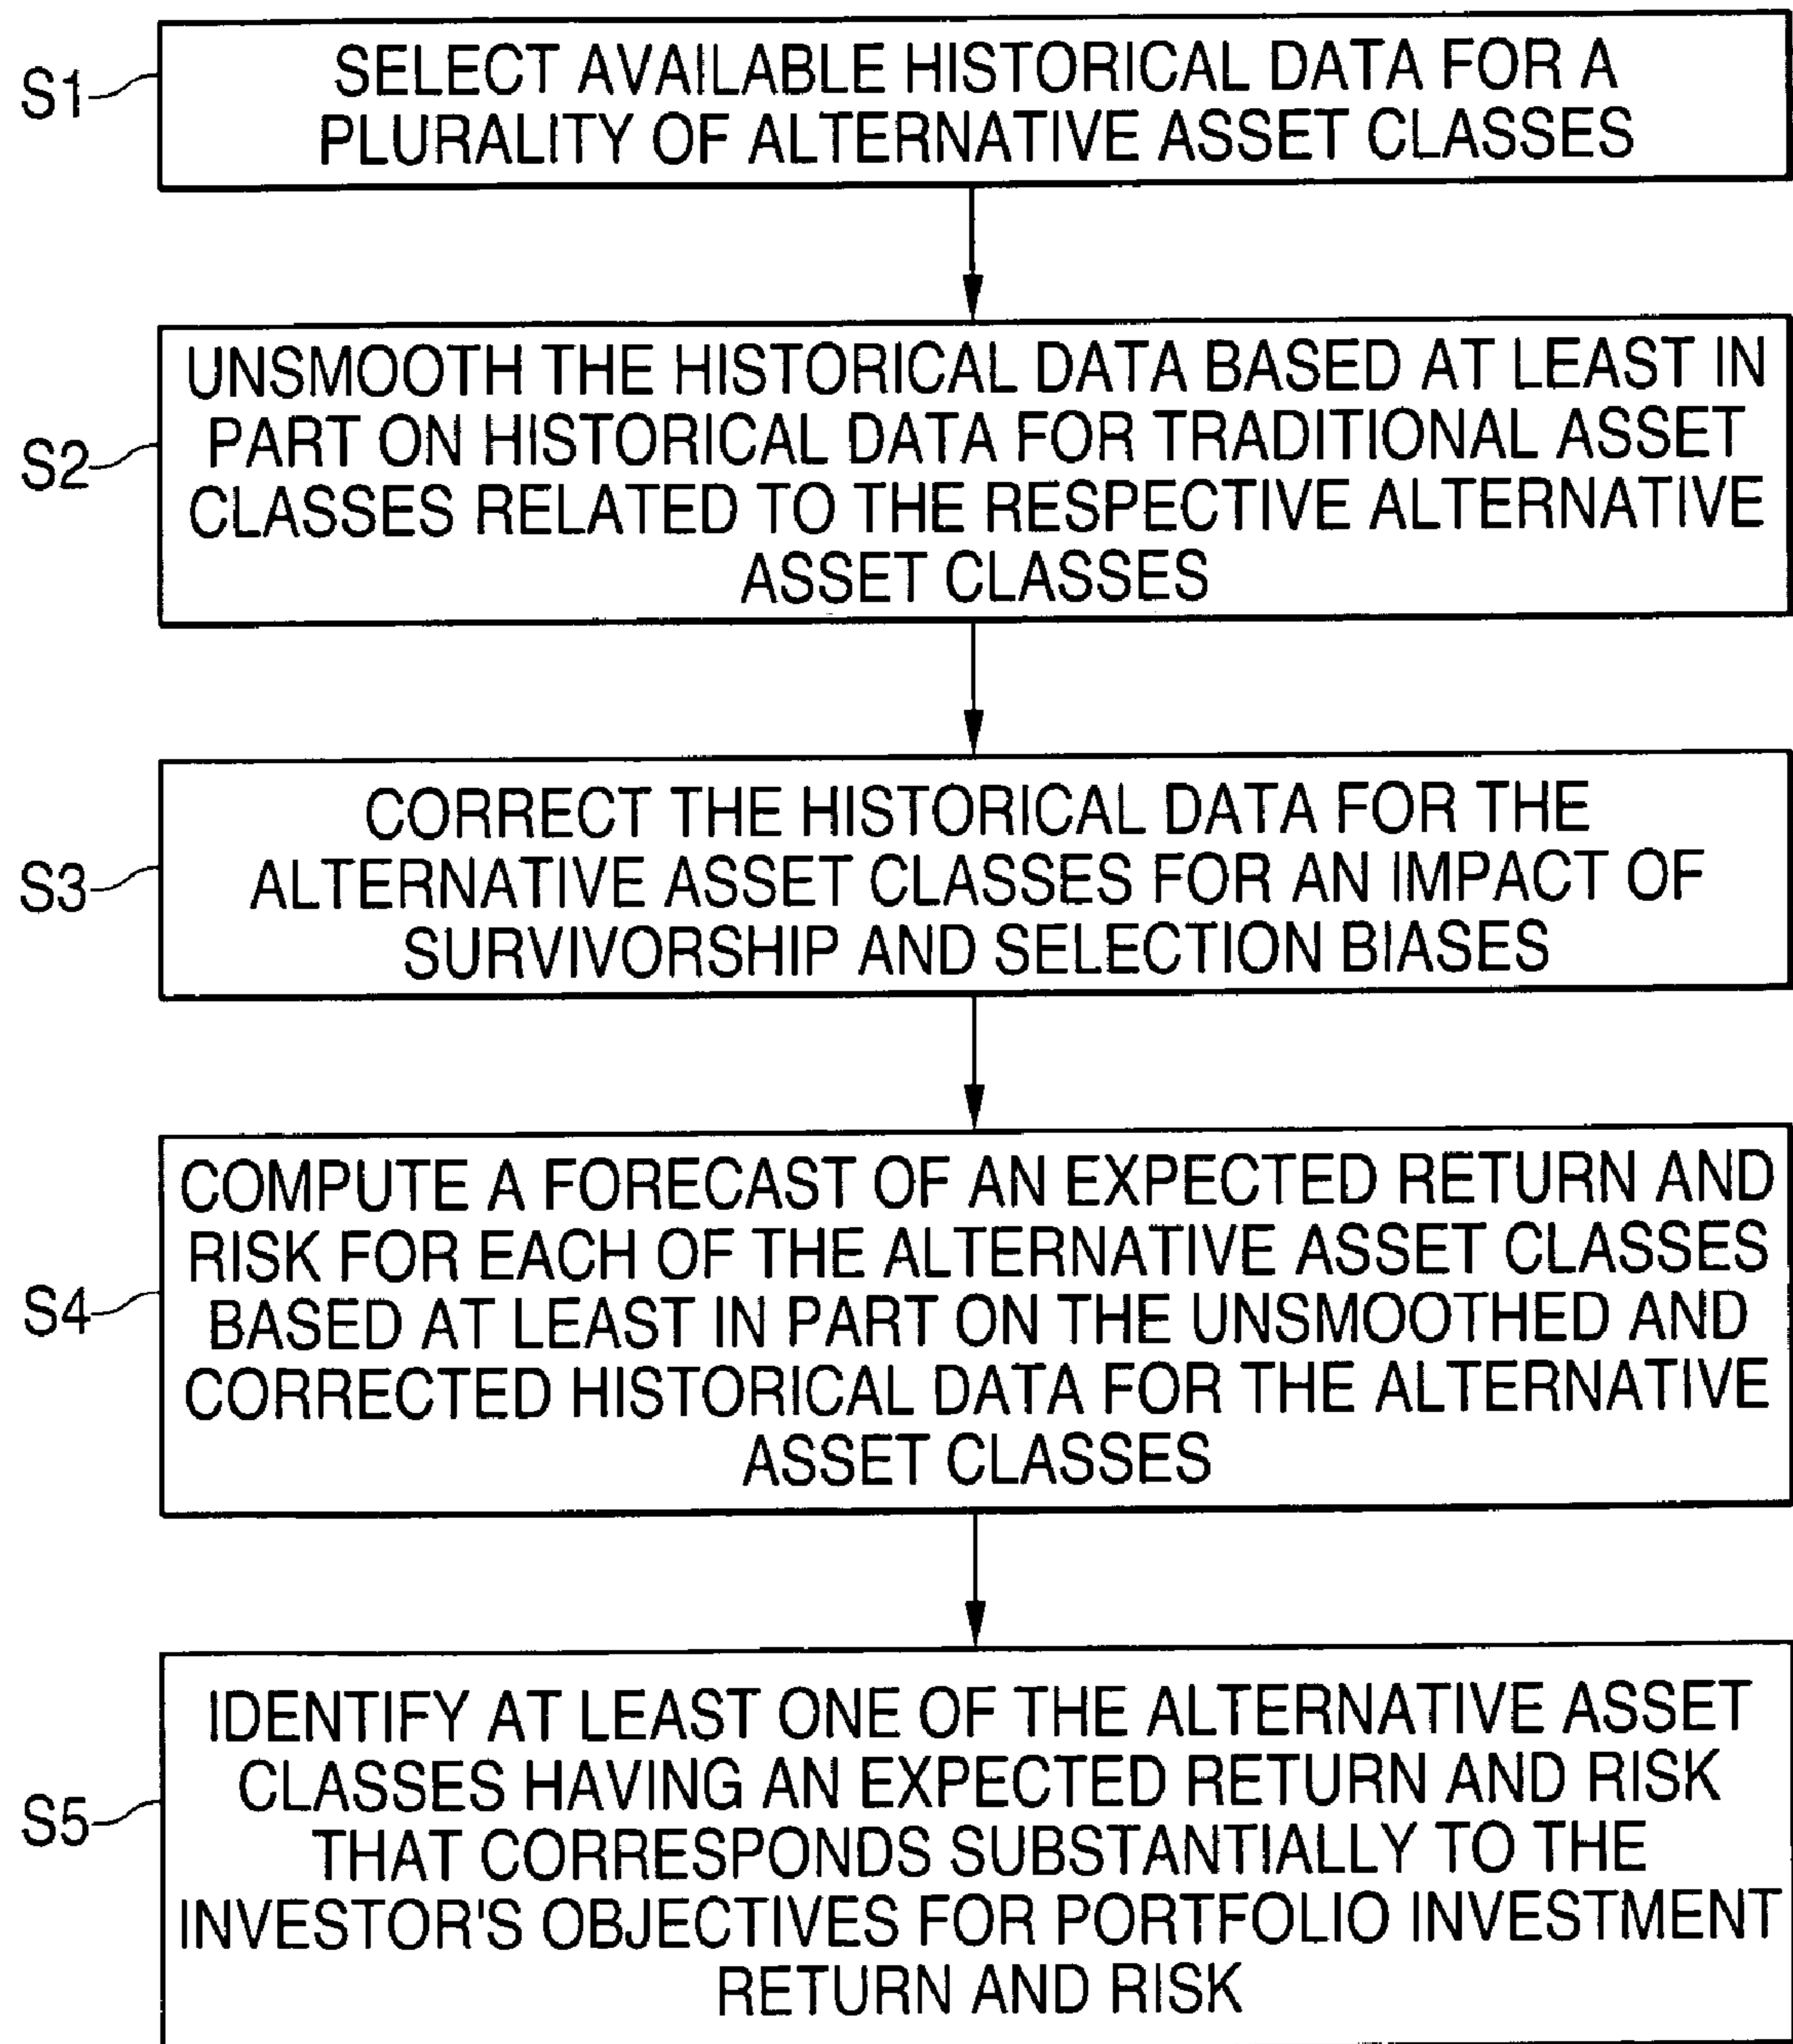 S1
SELECT AVAILABLE HISTORICAL DATA FOR A
PLURALITY OF ALTERNATIVE ASSET CLASSES
S2
UNSMOOTH THE HISTORICAL DATA BASED AT LEAST IN
PART ON HISTORICAL DATA FOR TRADITIONAL ASSET
CLASSES RELATED TO THE RESPECTIVE ALTERNATIVE
ASSET CLASSES
S3
CORRECT THE HISTORICAL DATA FOR THE
ALTERNATIVE ASSET CLASSES FOR AN IMPACT OF
SURVIVORSHIP AND SELECTION BIASES
S4
COMPUTE A FORECAST OF AN EXPECTED RETURN AND
RISK FOR EACH OF THE ALTERNATIVE ASSET CLASSES
BASED AT LEAST IN PART ON THE UNSMOOTHED AND
CORRECTED HISTORICAL DATA FOR THE ALTERNATIVE
ASSET CLASSES
S5
IDENTIFY AT LEAST ONE OF THE ALTERNATIVE ASSET
CLASSES HAVING AN EXPECTED RETURN AND RISK
THAT CORRESPONDS SUBSTANTIALLY TO THE
INVESTOR'S OBJECTIVES FOR PORTFOLIO INVESTMENT
RETURN AND RISK